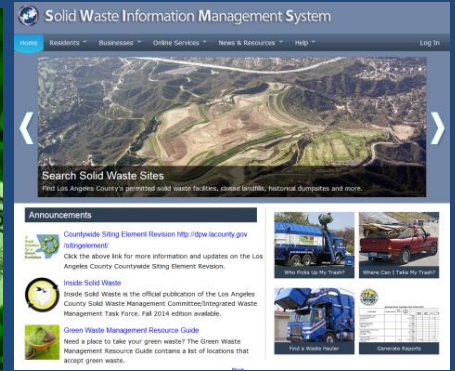 Solid Waste Information Management System
Home Residents Businesses Online Services News & Resources Help Log In
Search Solid Waste Sites
Find Los Angeles County's permitted solid waste facilities, closed landfills, historical dumpsites and more.
Announcements
Countywide Siting Element Revision http://dpw.lacounty.gov
/sitingelement/
Click the above link for more information and updates on the Los
Angeles County Countywide Siting Element Revision.
Inside Solid Waste
Inside Solid Waste is the official publication of the Los Angeles
County Solid Waste Management Committee/Integrated Waste
Management Task Force. Fall 2014 edition available.
Green Waste Management Resource Guide
Need a place to take your green waste? The Green Waste
Management Resource Guide contains a list of locations that
accept green waste.
Who Picks Up My Trash?
Where Can I Take My Trash?
Find a Waste Hauler
Generate Reports